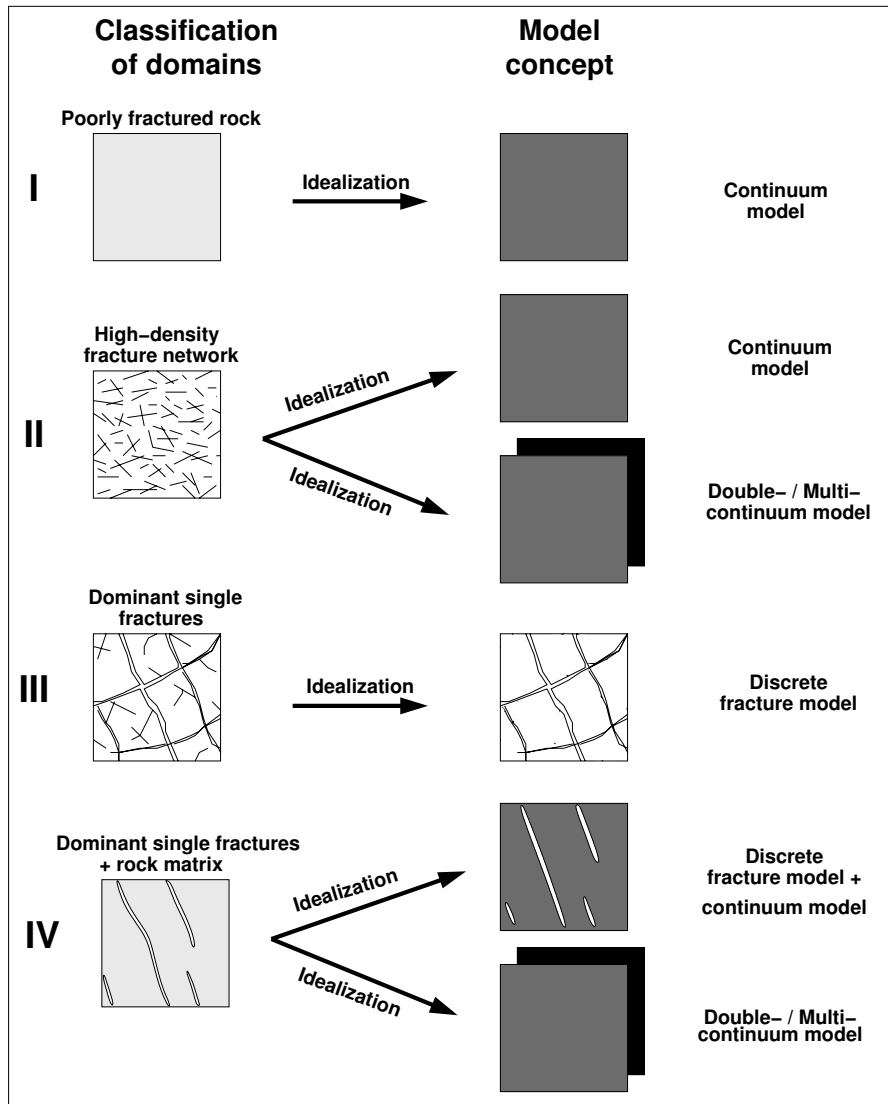 Classification
of domains
Model
concept
Poorly fractured rock
I
Idealization
Continuum
model
High−density
fracture network
II
Idealization
Idealization
Continuum
model
Double− / Multi−
continuum model
Dominant single
fractures
III
Idealization
Discrete
fracture model
Dominant single fractures
+ rock matrix
IV
Idealization
Idealization
Discrete
fracture model +
continuum model
Double− / Multi−
continuum model